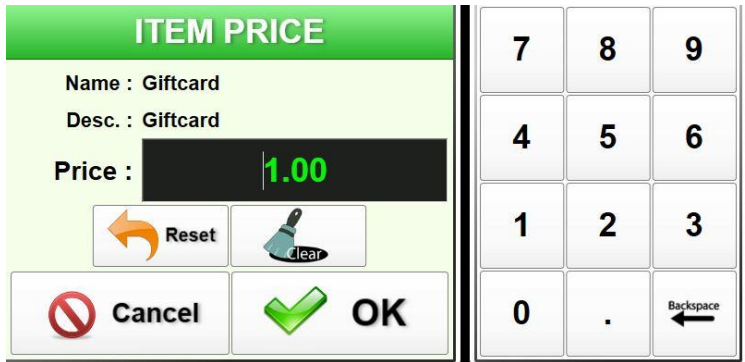 ITEM PRICE
Name : Giftcard
Desc. : Giftcard
Price : 1.00
Reset
Clear
Cancel
OK
7 8 9
4 5 6
1 2 3
0 . Backspace